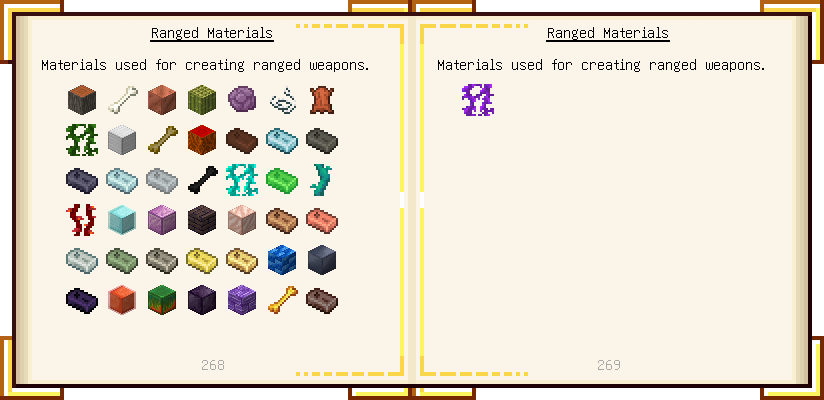 Ranged Materials
Materials used for creating ranged weapons.
268
Ranged Materials
Materials used for creating ranged weapons.
269